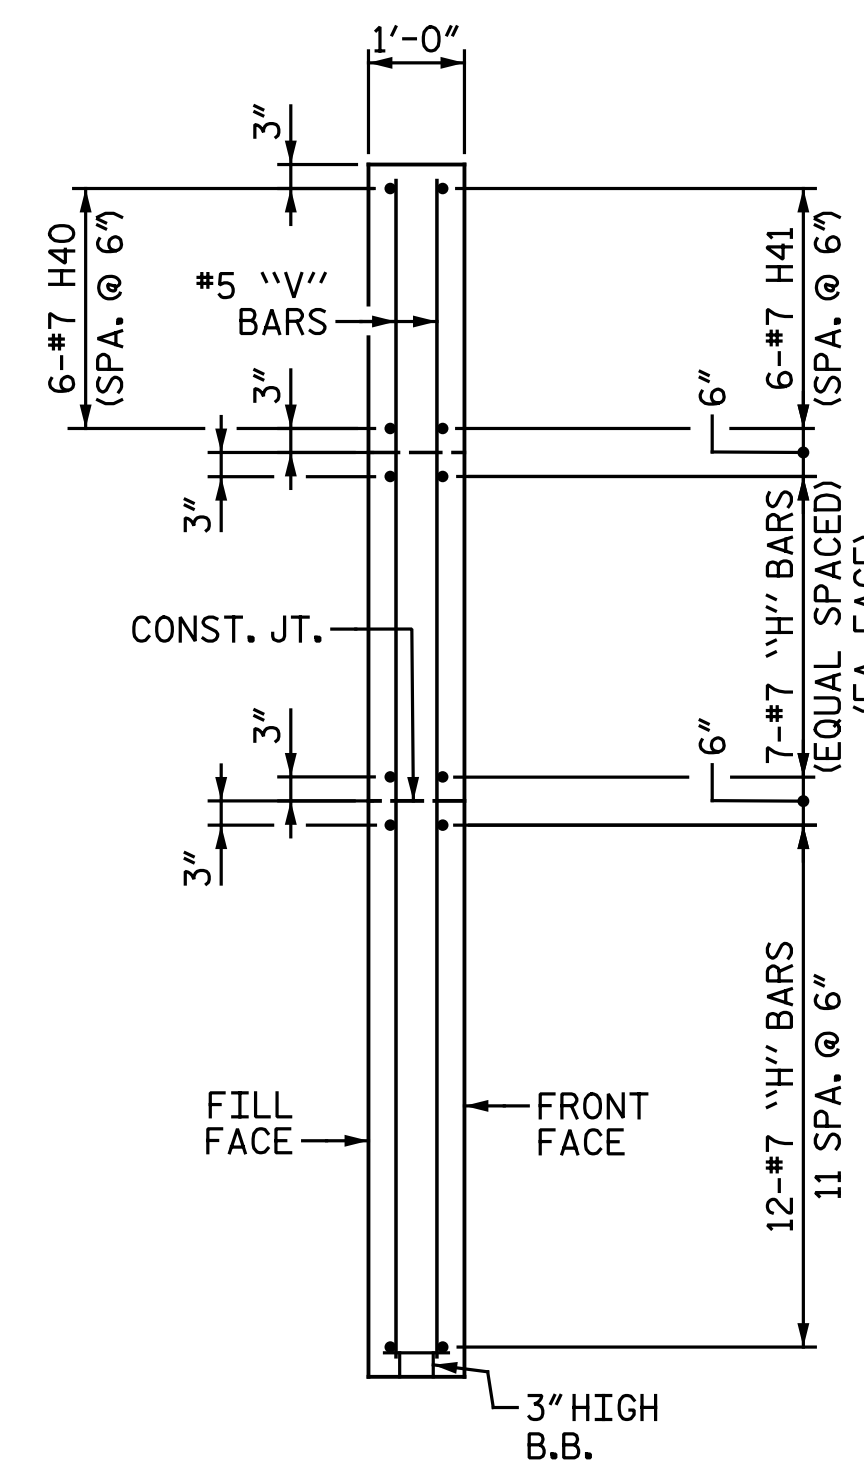 1'-0"
3"
6-#7 H40
(SPA. @ 6")
#5 "V"
BARS
6-#7 H41
(SPA. @ 6")
3"
6"
3"
7-#7 "H" BARS
(EQUAL SPACED)
CONST. JT.
3"
6"
3"
12-#7 "H" BARS
11 SPA. @ 6"
FILL
FACE
FRONT
FACE
3" HIGH
B.B.